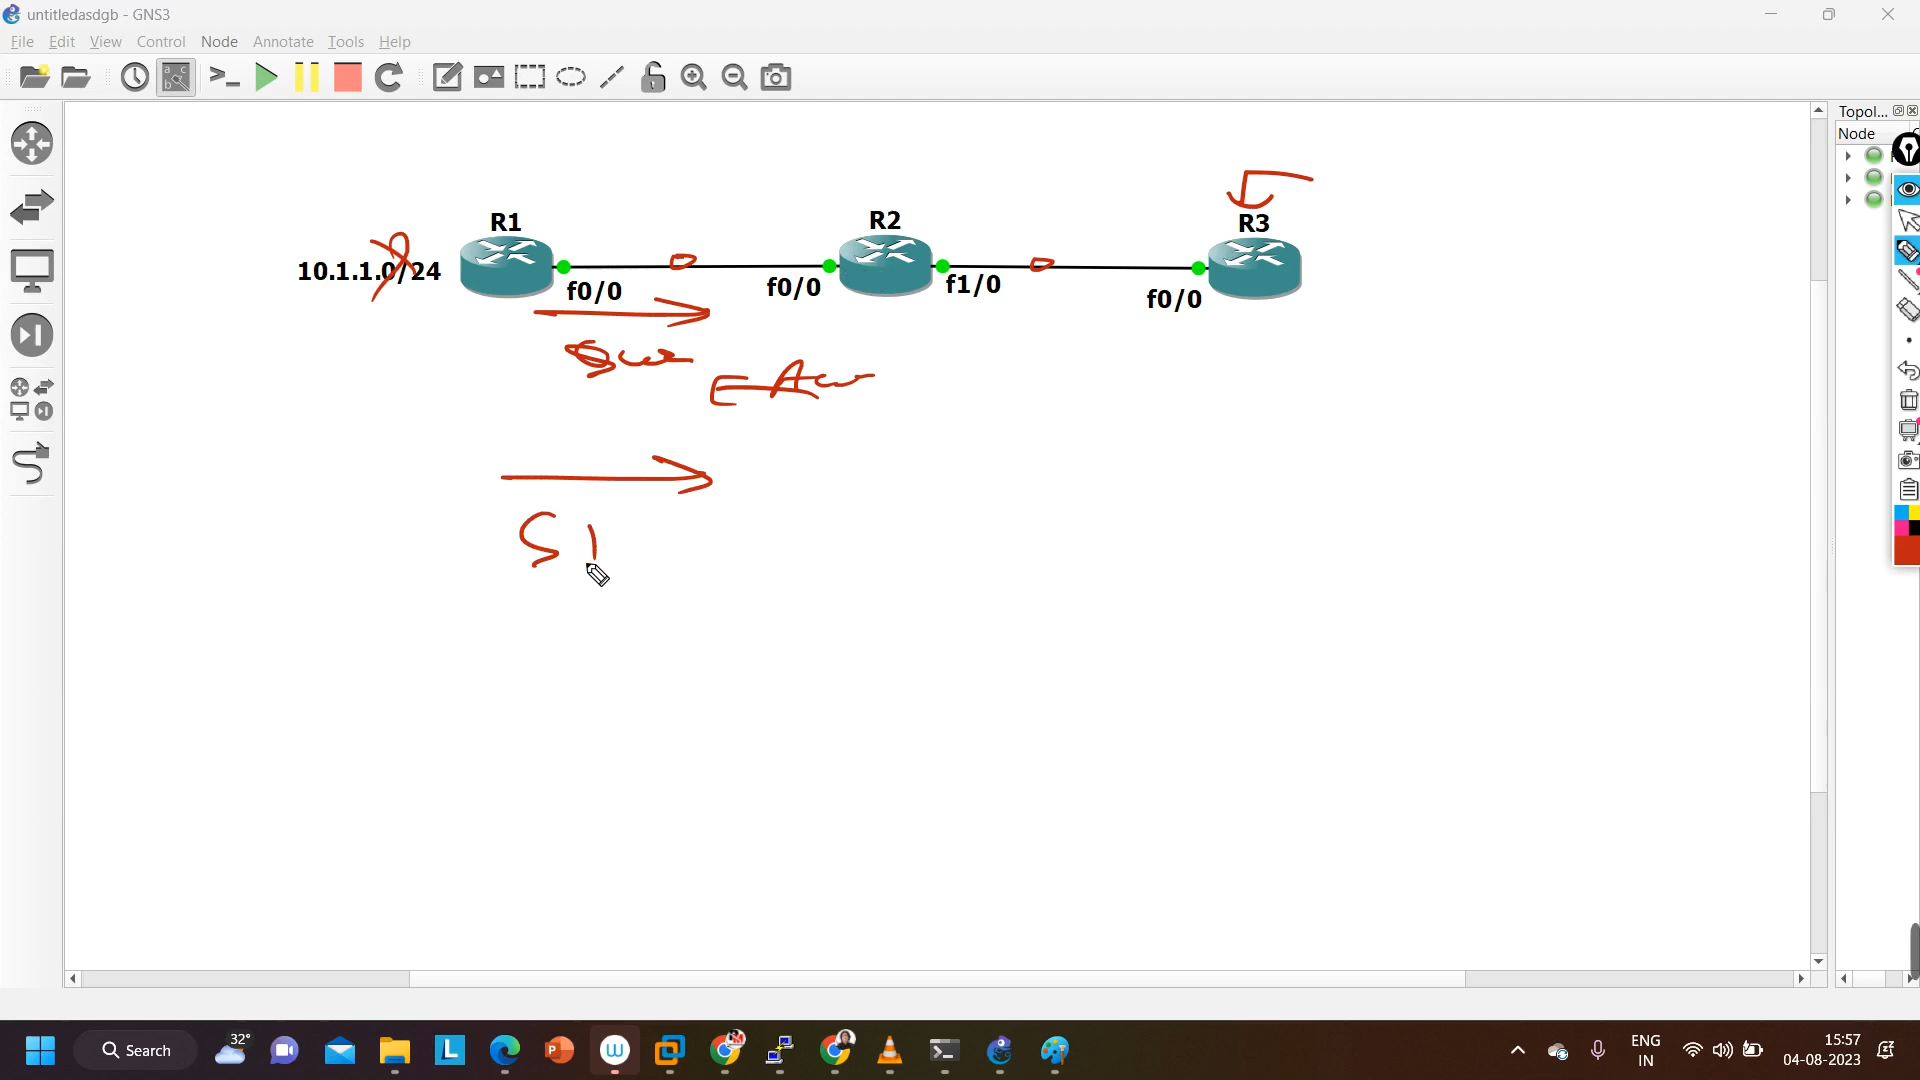 untitledasdgb - GNS3
File Edit View Control Node Annotate Tools Help
Topol...
Node
R1
R2
R3
10.1.1.0/24
f0/0
f0/0
f1/0
f0/0
S I
Search
32°
ENG
IN
15:57
04-08-2023